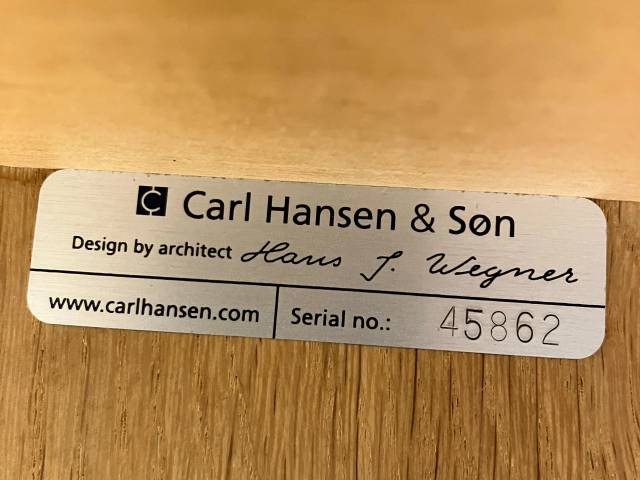 Carl Hansen & Søn
Design by architect Hans J. Wegner
www.carlhansen.com Serial no.: 45862